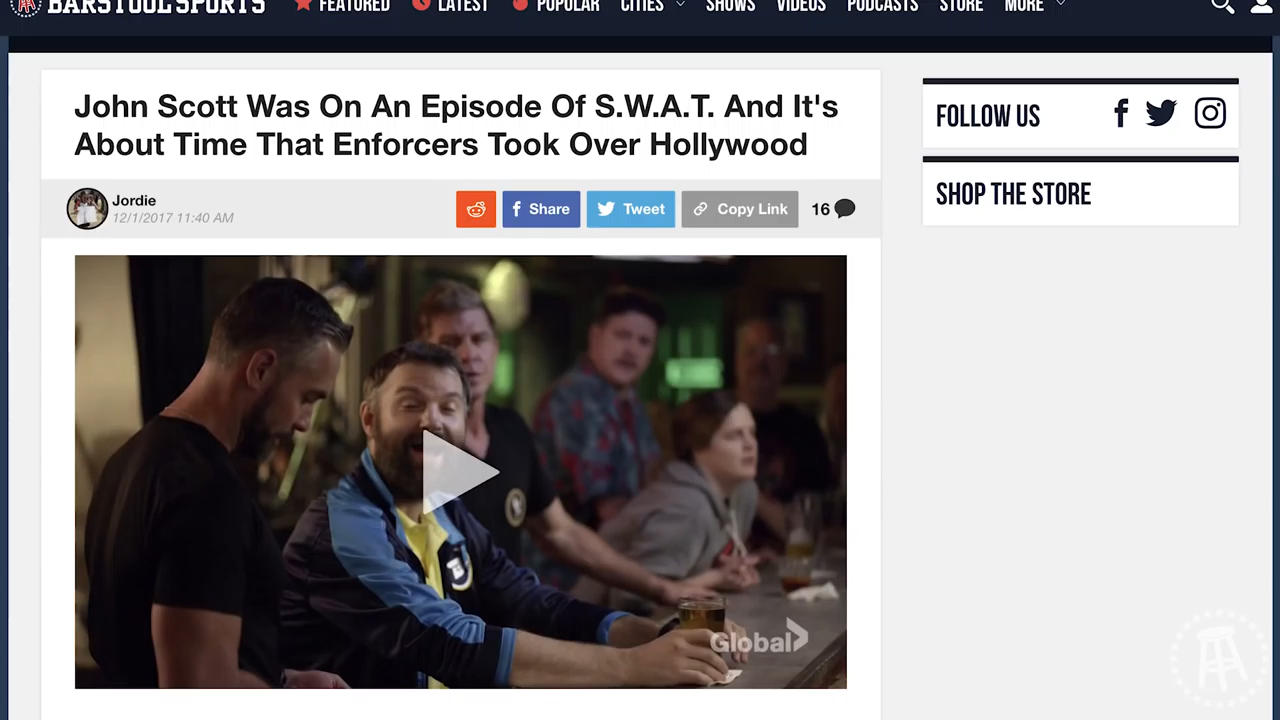 BARSTOOL SPORTS FEATURED LATEST POPULAR CITIES SHOWS VIDEOS PODCASTS STORE MORE
John Scott Was On An Episode Of S.W.A.T. And It's
About Time That Enforcers Took Over Hollywood
Jordie
12/1/2017 11:40 AM
Share
Tweet
Copy Link
16
Global
FOLLOW US
SHOP THE STORE